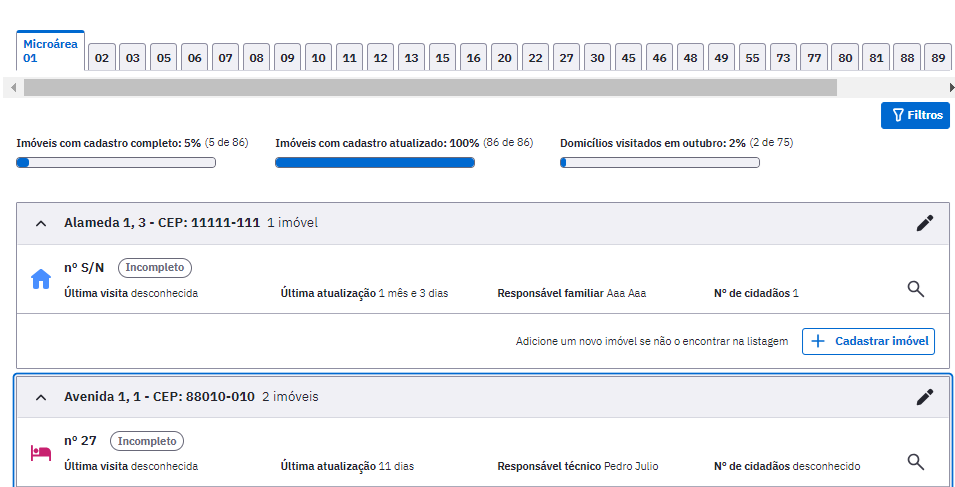 Microárea 01 02 03 05 06 07 08 09 10 11 12 13 15 16 20 22 27 30 45 46 48 49 55 73 77 80 81 88 89
Filtros
Imóveis com cadastro completo: 5% (5 de 86) Imóveis com cadastro atualizado: 100% (86 de 86) Domicílios visitados em outubro: 2% (2 de 75)
Alameda 1, 3 - CEP: 11111-111 1 imóvel
nº S/N Incompleto
Última visita desconhecida Última atualização 1 mês e 3 dias Responsável familiar Aaa Aaa Nº de cidadãos 1
Adicione um novo imóvel se não o encontrar na listagem Cadastrar imóvel
Avenida 1, 1 - CEP: 88010-010 2 imóveis
nº 27 Incompleto
Última visita desconhecida Última atualização 11 dias Responsável técnico Pedro Julio Nº de cidadãos desconhecido